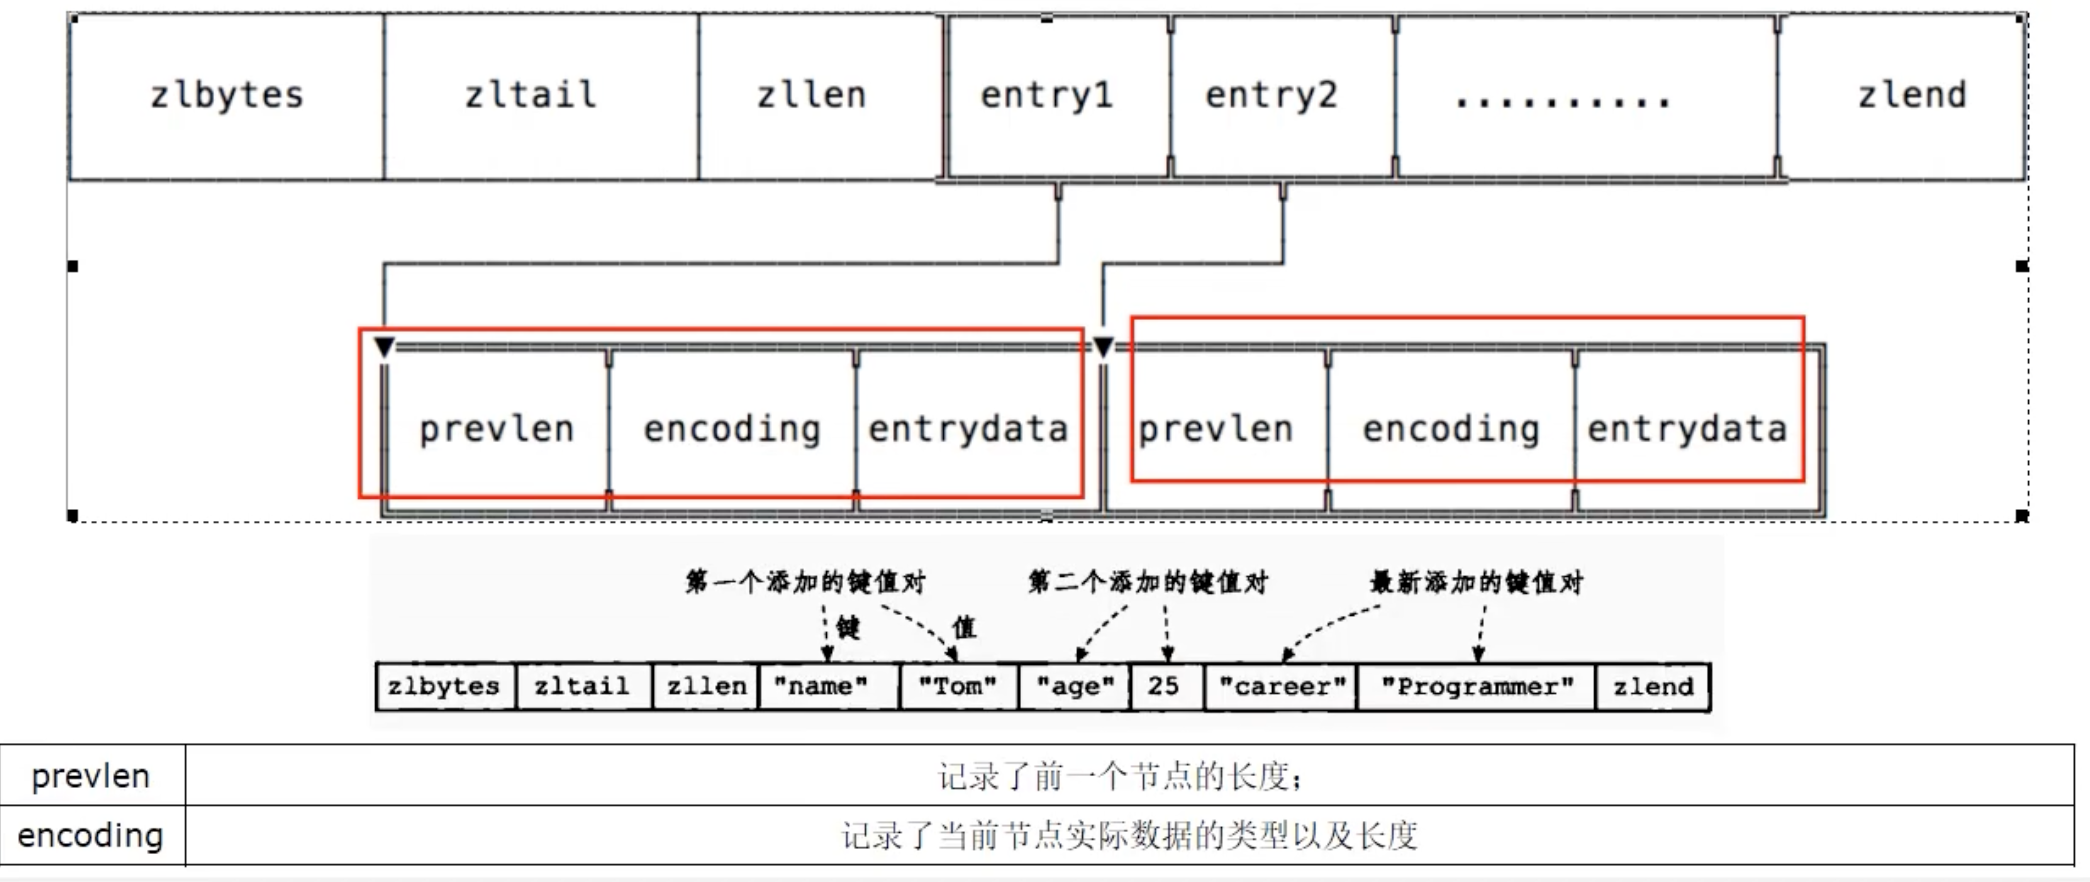 zlbytes zltail zllen entry1 entry2 .......... zlend
prevlen encoding entrydata prevlen encoding entrydata
第一个添加的键值对 第二个添加的键值对 最新添加的键值对
键 值
zlbytes zltail zllen "name" "Tom" "age" 25 "career" "Programmer" zlend
prevlen 记录了前一个节点的长度；
encoding 记录了当前节点实际数据的类型以及长度